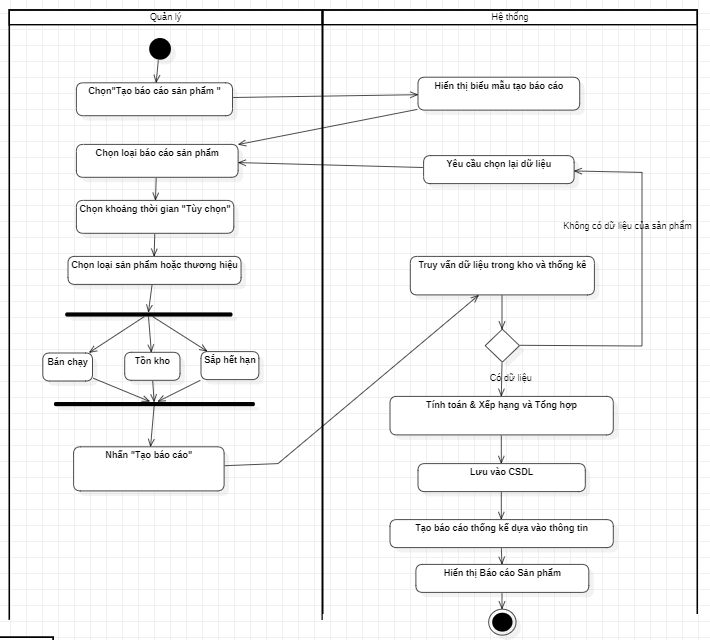 Quản lý
Hệ thống
Chọn"Tạo báo cáo sản phẩm "
Hiển thị biểu mẫu tạo báo cáo
Chọn loại báo cáo sản phẩm
Yêu cầu chọn lại dữ liệu
Chọn khoảng thời gian "Tùy chọn"
Không có dữ liệu của sản phẩm
Chọn loại sản phẩm hoặc thương hiệu
Truy vấn dữ liệu trong kho và thống kê
Bán chạy
Tồn kho
Sắp hết hạn
Có dữ liệu
Tính toán & Xếp hạng và Tổng hợp
Nhấn "Tạo báo cáo"
Lưu vào CSDL
Tạo báo cáo thống kế dựa vào thông tin
Hiển thị Báo cáo Sản phẩm